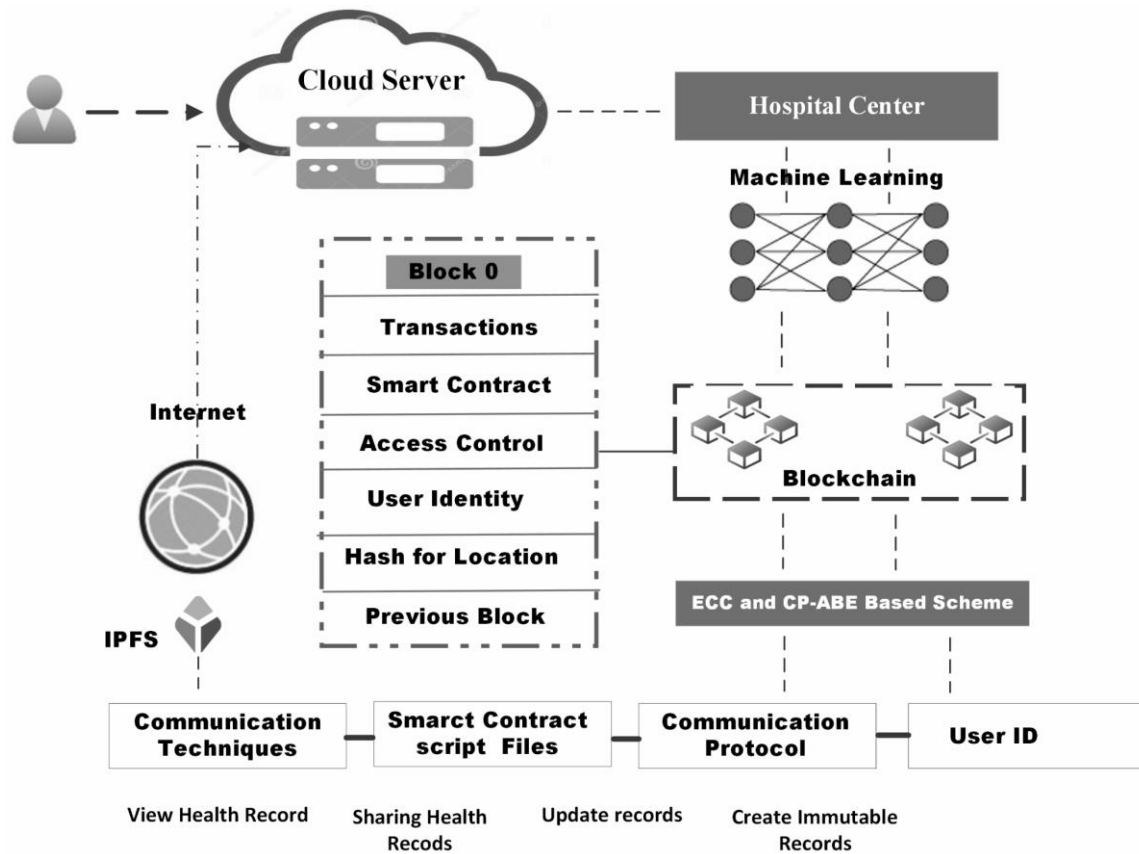 Cloud Server
Hospital Center
Machine Learning
Block 0
Transactions
Smart Contract
Access Control
User Identity
Hash for Location
Previous Block
Internet
IPFS
Blockchain
ECC and CP-ABE Based Scheme
Communication
Techniques
Smarct Contract
script Files
Communication
Protocol
User ID
View Health Record
Sharing Health
Recods
Update records
Create Immutable
Records